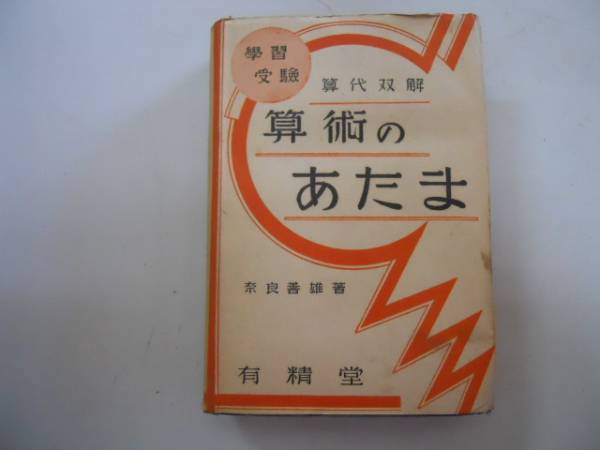 學習
受驗
算代双解
算術の
あたま
奈良善雄著
有精堂